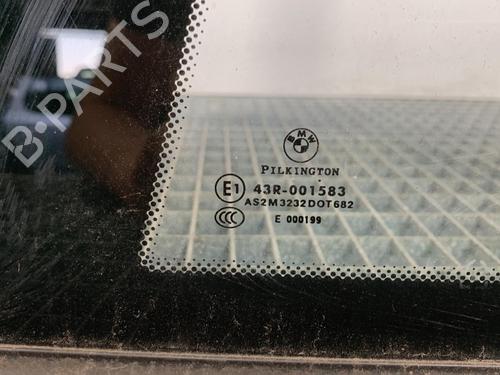 B-PARTS
BMW
PILKINGTON
E1 43R-001583
AS2M3232DOT682
CCC E 000199